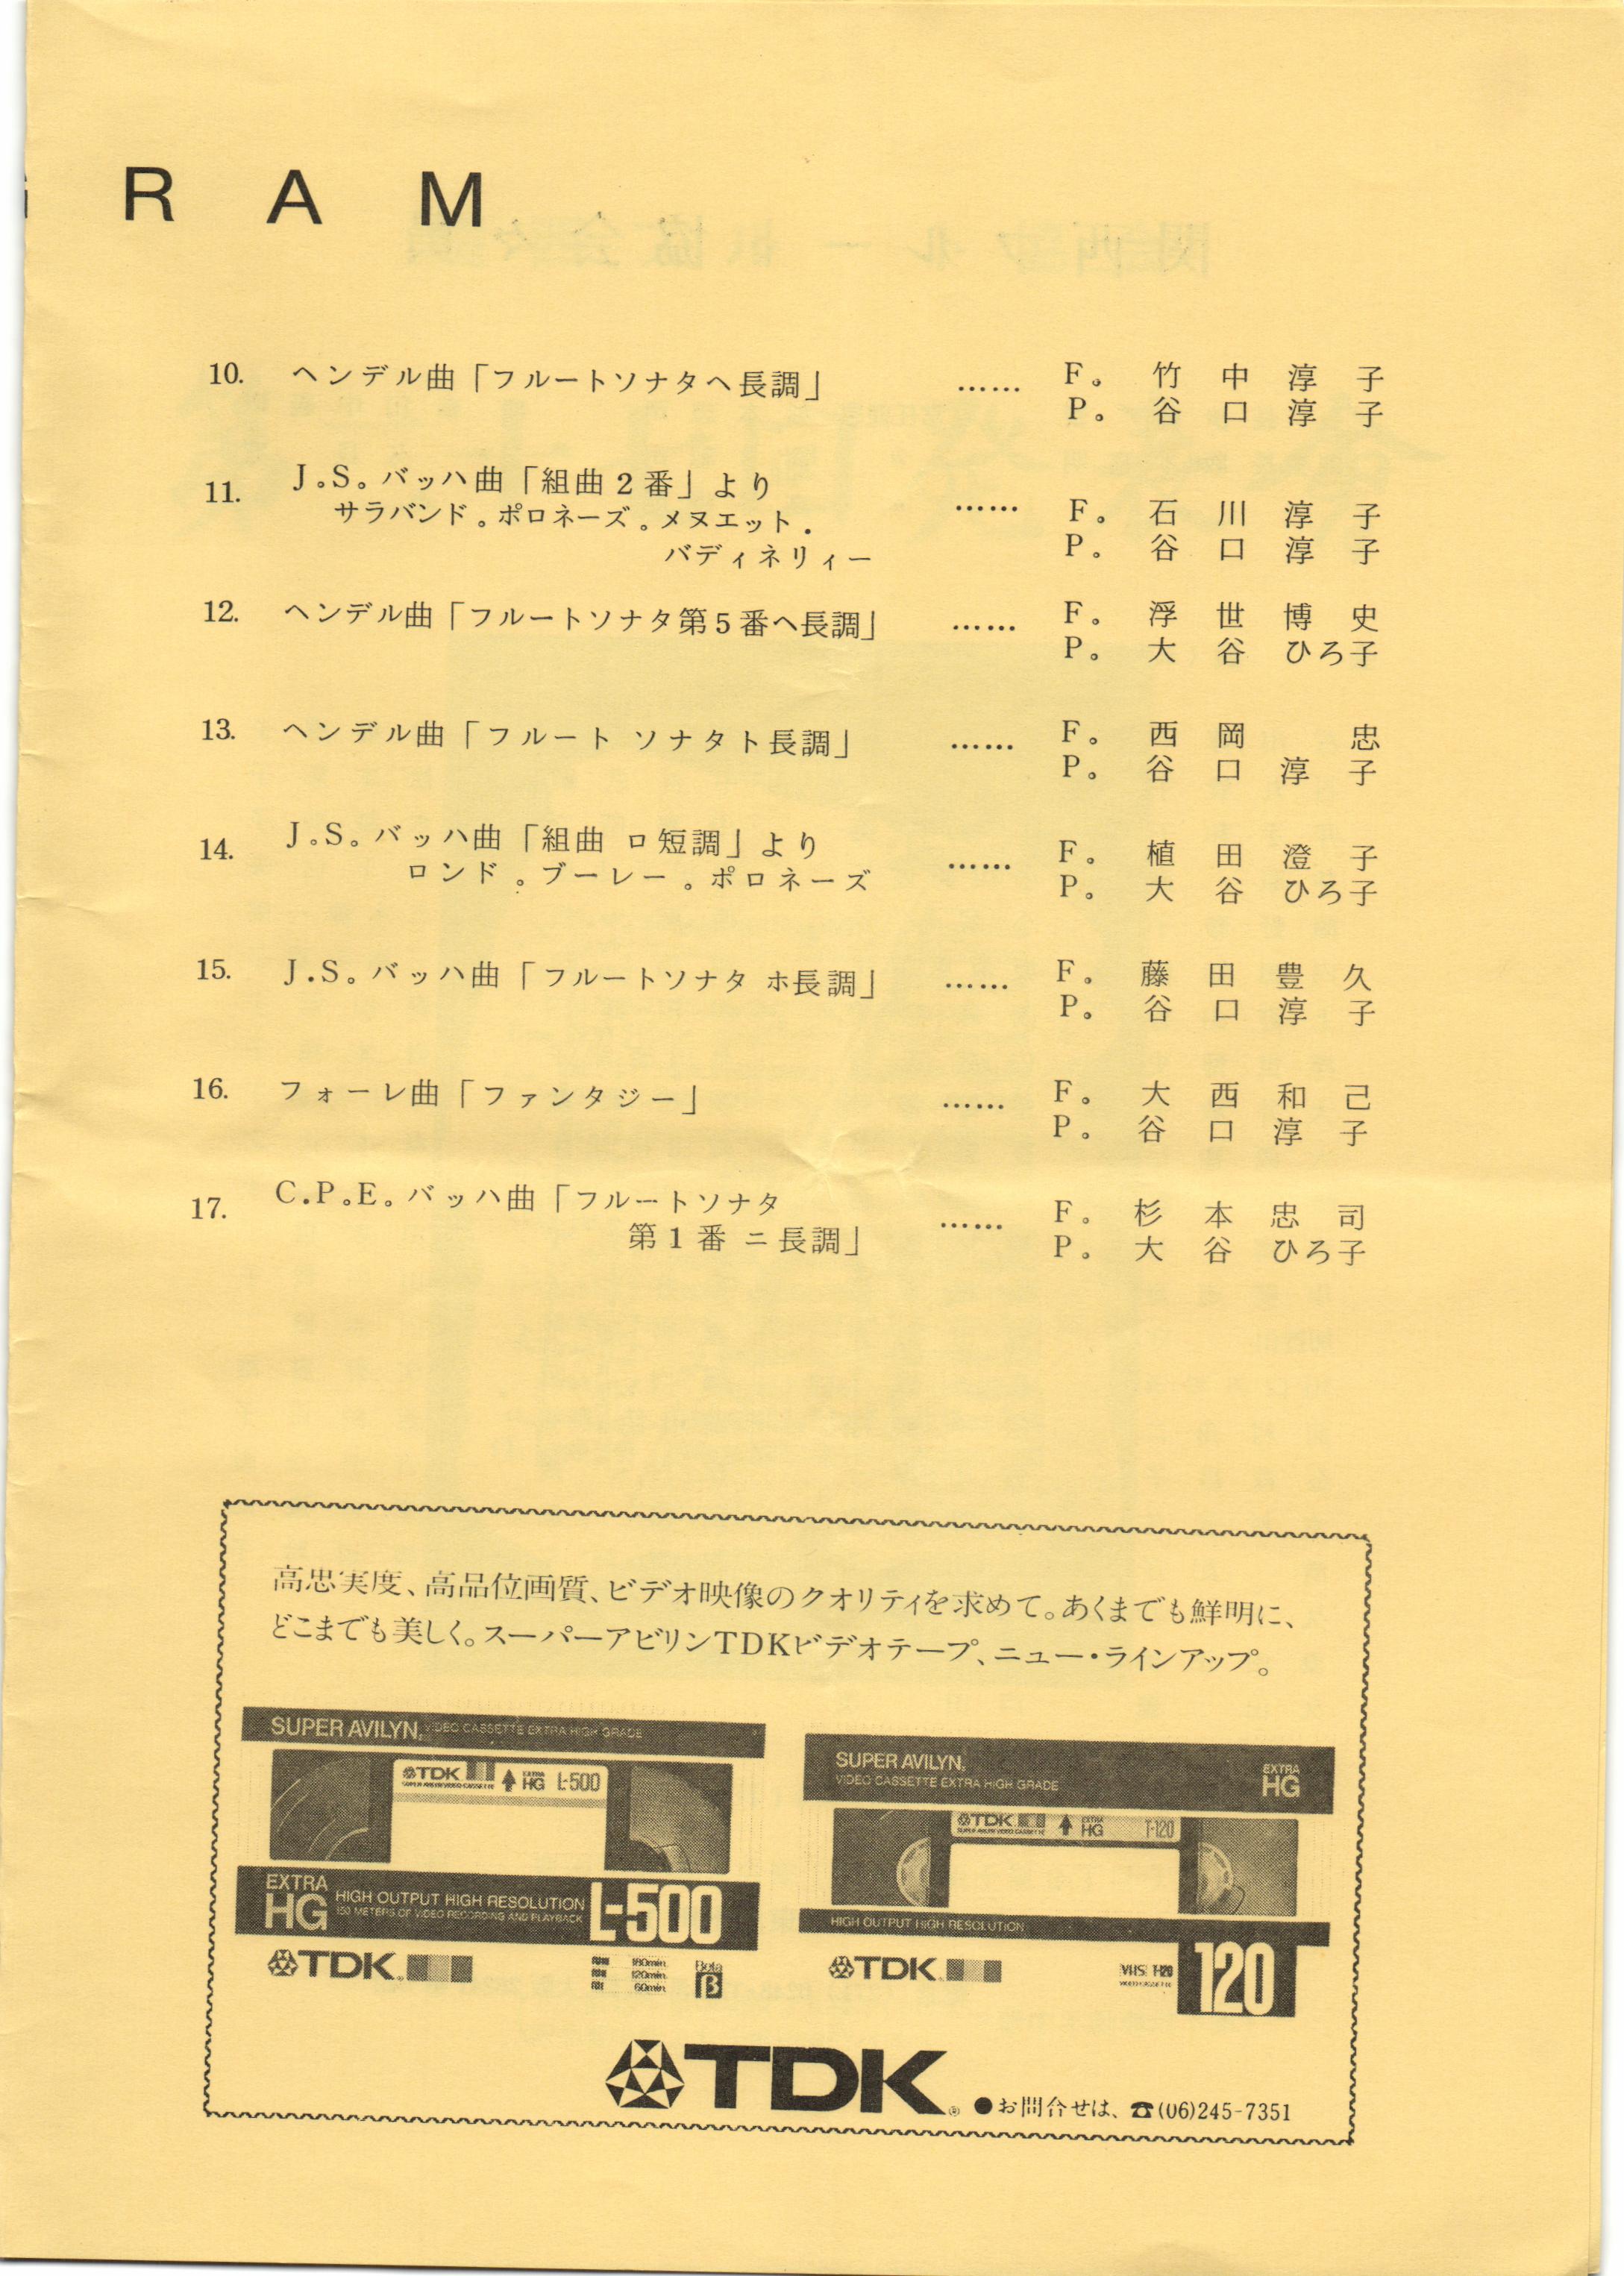 R A M
10. ヘンデル曲「フルートソナタヘ長調」 …… F。竹中淳子
P。谷口淳子
11. J。S。バッハ曲「組曲2番」より
サラバンド。ポロネーズ。メヌエット.
バディネリィー
…… F。石川淳子
P。谷口淳子
12. ヘンデル曲「フルートソナタ第5番ヘ長調」 …… F。浮世博史
P。大谷ひろ子
13. ヘンデル曲「フルート ソナタト長調」 …… F。西岡 忠
P。谷口淳子
14. J。S。バッハ曲「組曲 ロ短調」より
ロンド。ブーレー。ポロネーズ
…… F。植田澄子
P。大谷ひろ子
15. J.S。バッハ曲「フルートソナタ ホ長調」 …… F。藤田豊久
P。谷口淳子
16. フォーレ曲「ファンタジー」 …… F。大西和己
P。谷口淳子
17. C.P。E。バッハ曲「フルートソナタ
第1番 ニ長調」
…… F。杉本忠司
P。大谷ひろ子
高忠実度、高品位画質、ビデオ映像のクオリティを求めて。あくまでも鮮明に、
どこまでも美しく。スーパーアビリンTDKビデオテープ、ニュー・ラインアップ。
SUPER AVILYN, VIDEO CASSETTE EXTRA HIGH GRADE
TDK EXTRA HG L-500
EXTRA HG HIGH OUTPUT HIGH RESOLUTION L-500
150 METERS OF VIDEO RECORDING AND PLAYBACK
TDK 180min. 120min. 60min. Beta β
SUPER AVILYN,
VIDEO CASSETTE EXTRA HIGH GRADE
EXTRA HG
TDK EXTRA HG T-120
HIGH OUTPUT HIGH RESOLUTION
TDK VHS T-120 120
TDK® ●お問合せは、☎(06)245-7351